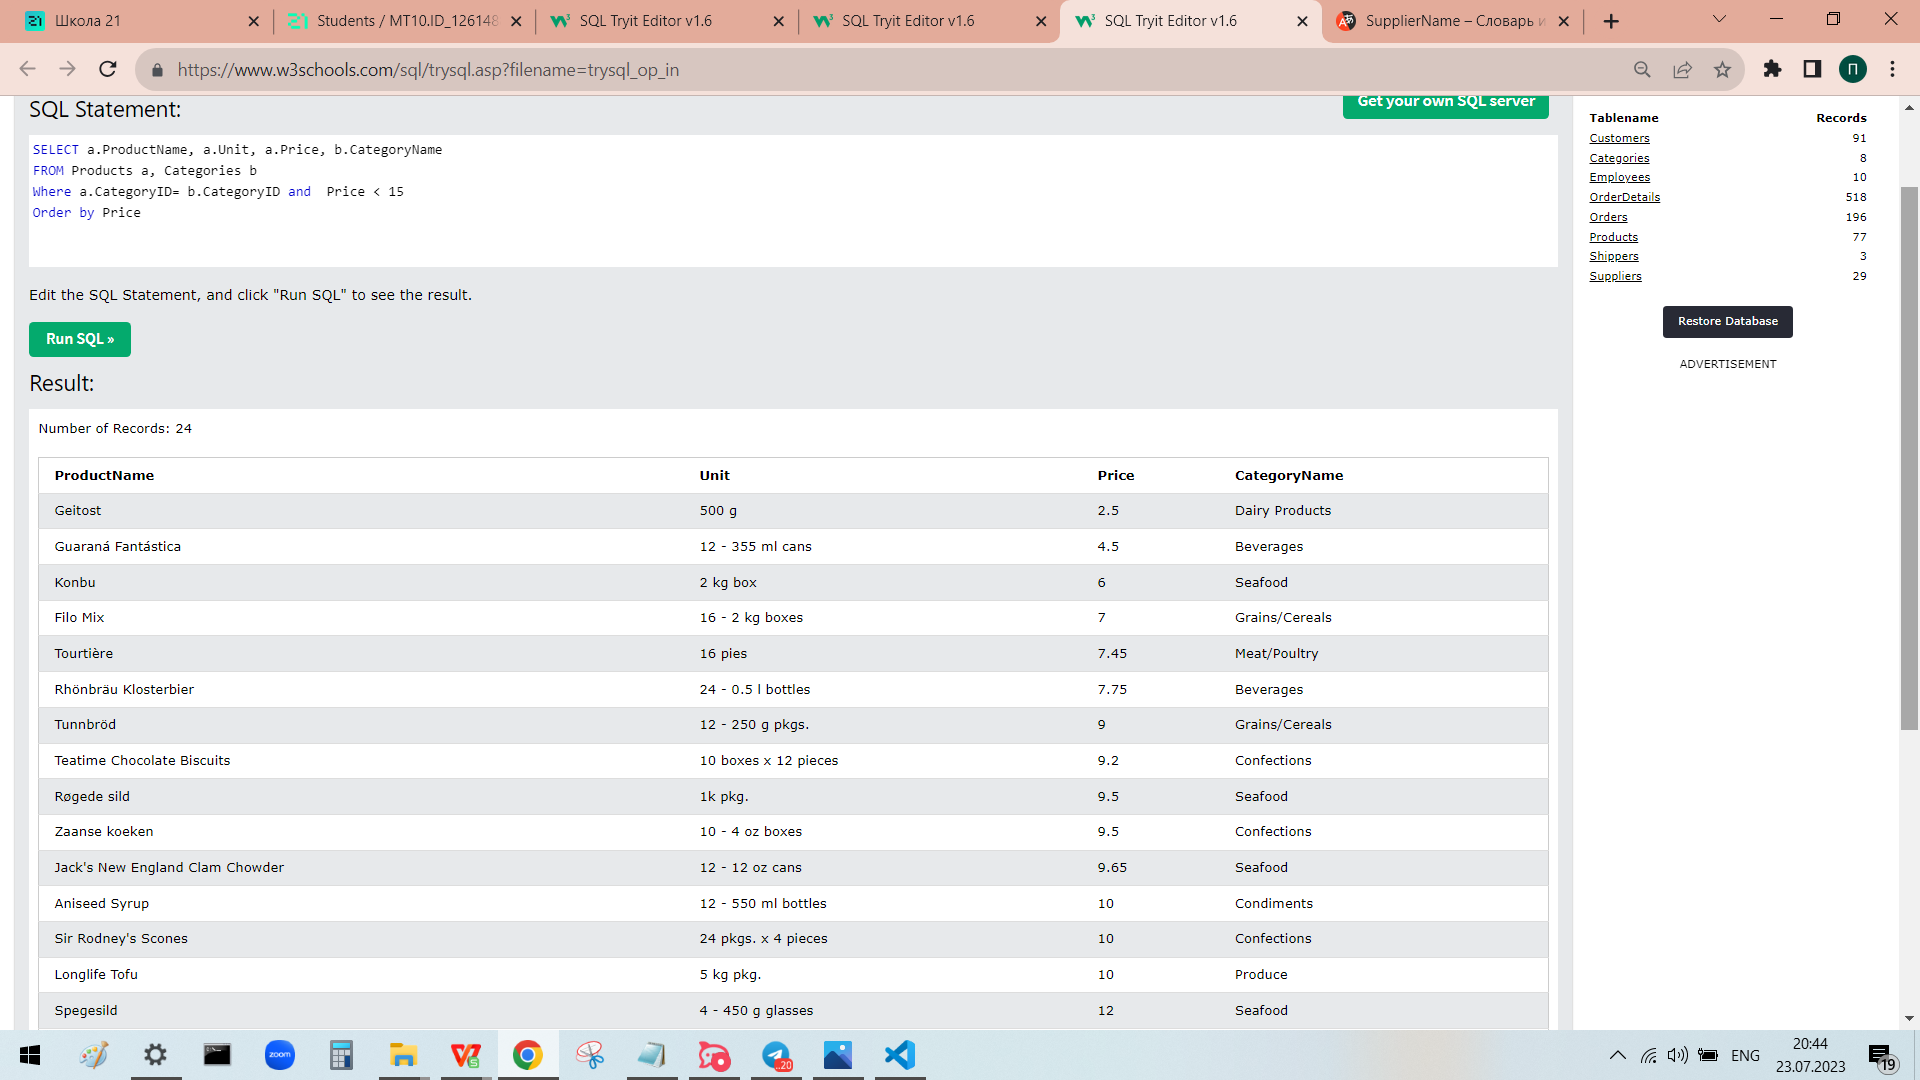 Школа 21
Students / MT10.ID_126148
SQL Tryit Editor v1.6
SQL Tryit Editor v1.6
SQL Tryit Editor v1.6
SupplierName – Словарь и
https://www.w3schools.com/sql/trysql.asp?filename=trysql_op_in
П
SQL Statement:
Get your own SQL server
SELECT a.ProductName, a.Unit, a.Price, b.CategoryName
FROM Products a, Categories b
Where a.CategoryID= b.CategoryID and  Price < 15
Order by Price
Edit the SQL Statement, and click "Run SQL" to see the result.
Run SQL »
Result:
Number of Records: 24
ProductName Unit Price CategoryName
Geitost 500 g 2.5 Dairy Products
Guaraná Fantástica 12 - 355 ml cans 4.5 Beverages
Konbu 2 kg box 6 Seafood
Filo Mix 16 - 2 kg boxes 7 Grains/Cereals
Tourtière 16 pies 7.45 Meat/Poultry
Rhönbräu Klosterbier 24 - 0.5 l bottles 7.75 Beverages
Tunnbröd 12 - 250 g pkgs. 9 Grains/Cereals
Teatime Chocolate Biscuits 10 boxes x 12 pieces 9.2 Confections
Røgede sild 1k pkg. 9.5 Seafood
Zaanse koeken 10 - 4 oz boxes 9.5 Confections
Jack's New England Clam Chowder 12 - 12 oz cans 9.65 Seafood
Aniseed Syrup 12 - 550 ml bottles 10 Condiments
Sir Rodney's Scones 24 pkgs. x 4 pieces 10 Confections
Longlife Tofu 5 kg pkg. 10 Produce
Spegesild 4 - 450 g glasses 12 Seafood
Tablename Records
Customers 91
Categories 8
Employees 10
OrderDetails 518
Orders 196
Products 77
Shippers 3
Suppliers 29
Restore Database
ADVERTISEMENT
zoom
..20
ENG
20:44
23.07.2023
19